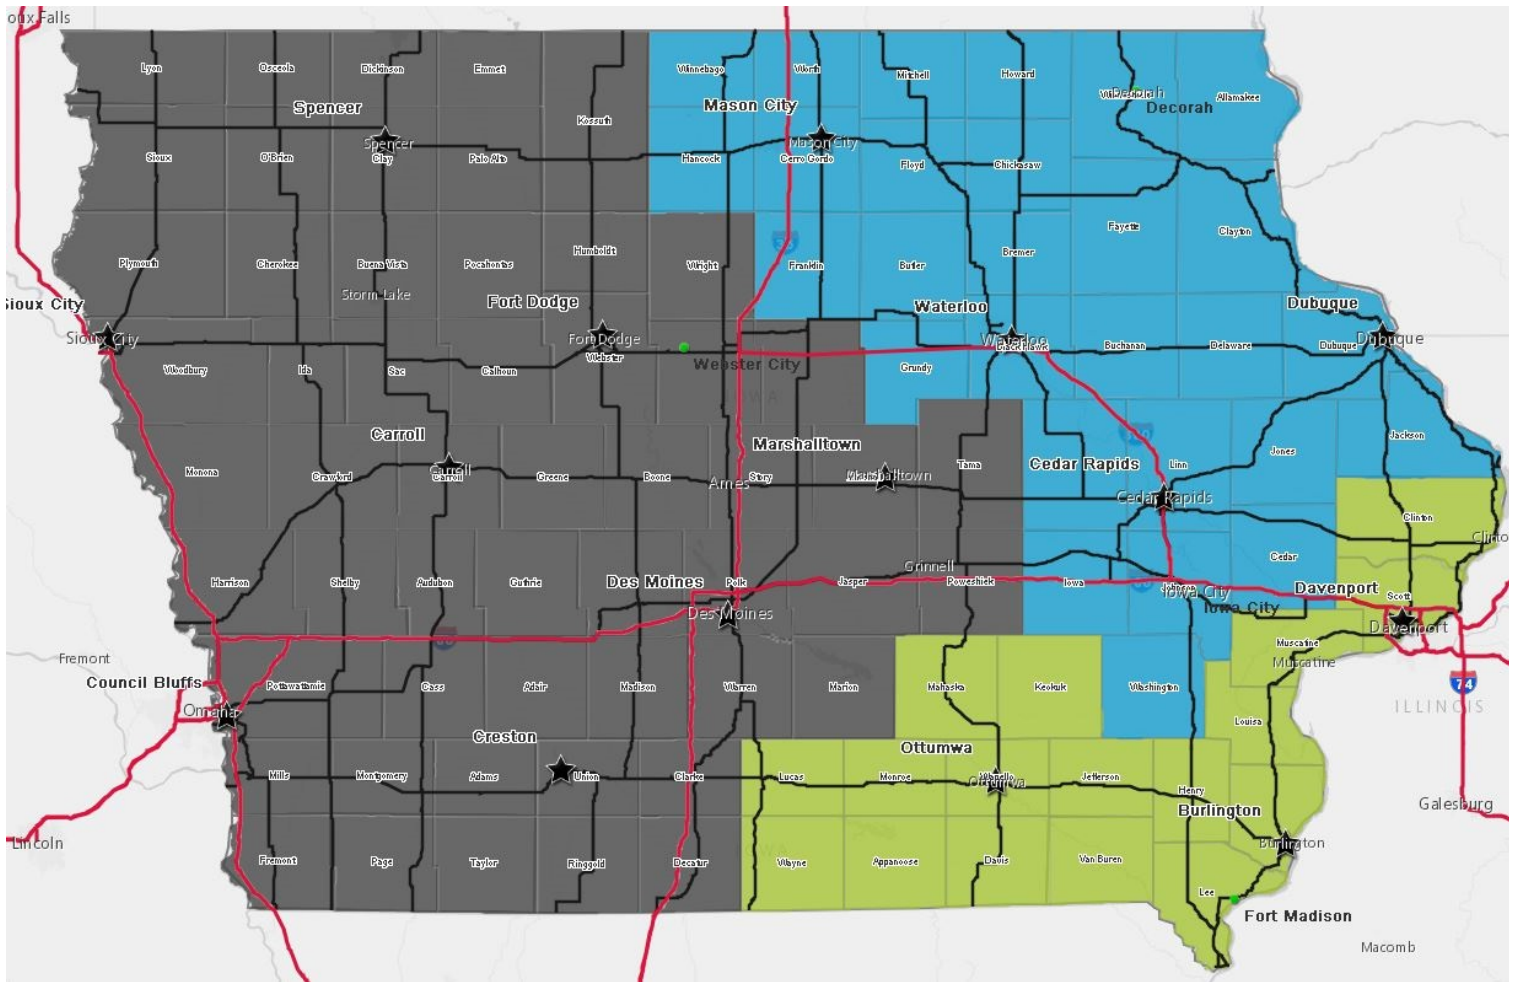 oux Falls
Lyon
Osceola
Dickinson
Emmet
Winnebago
Worth
Mitchell
Howard
Decorah
Allamakee
Spencer
Kossuth
Mason City
Decorah
Spencer
Mason City
Sioux
O'Brien
Clay
Palo Alto
Hancock
Cerro Gordo
Floyd
Chickasaw
Fayette
Clayton
Plymouth
Cherokee
Buena Vista
Pocahontas
Humboldt
Wright
Franklin
Butler
Bremer
Storm Lake
Sioux City
Fort Dodge
Waterloo
Dubuque
Sioux City
Fort Dodge
Waterloo
Dubuque
Webster
Black Hawk
Buchanan
Delaware
Dubuque
Woodbury
Ida
Sac
Calhoun
Webster City
Grundy
IOWA
Carroll
Marshalltown
Jackson
Monona
Crawford
Carroll
Carroll
Greene
Boone
Ames
Story
Marshalltown
Tama
Cedar Rapids
Linn
Jones
Cedar Rapids
Clinton
Clinto
Harrison
Shelby
Audubon
Guthrie
Des Moines
Polk
Jasper
Grinnell
Poweshiek
Iowa
Johnson
Iowa City
Cedar
Davenport
Scott
Iowa City
Des Moines
Davenport
Fremont
Muscatine
Muscatine
Council Bluffs
Pottawattamie
Cass
Adair
Madison
Warren
Marion
Mahaska
Keokuk
Washington
74
ILLINOIS
Omaha
Louisa
Creston
Ottumwa
Mills
Montgomery
Adams
Union
Clarke
Lucas
Monroe
Wapello
Ottumwa
Jefferson
Henry
Burlington
Galesburg
Lincoln
Burlington
Fremont
Page
Taylor
Ringgold
Decatur
Wayne
Appanoose
Davis
Van Buren
Lee
Fort Madison
Macomb